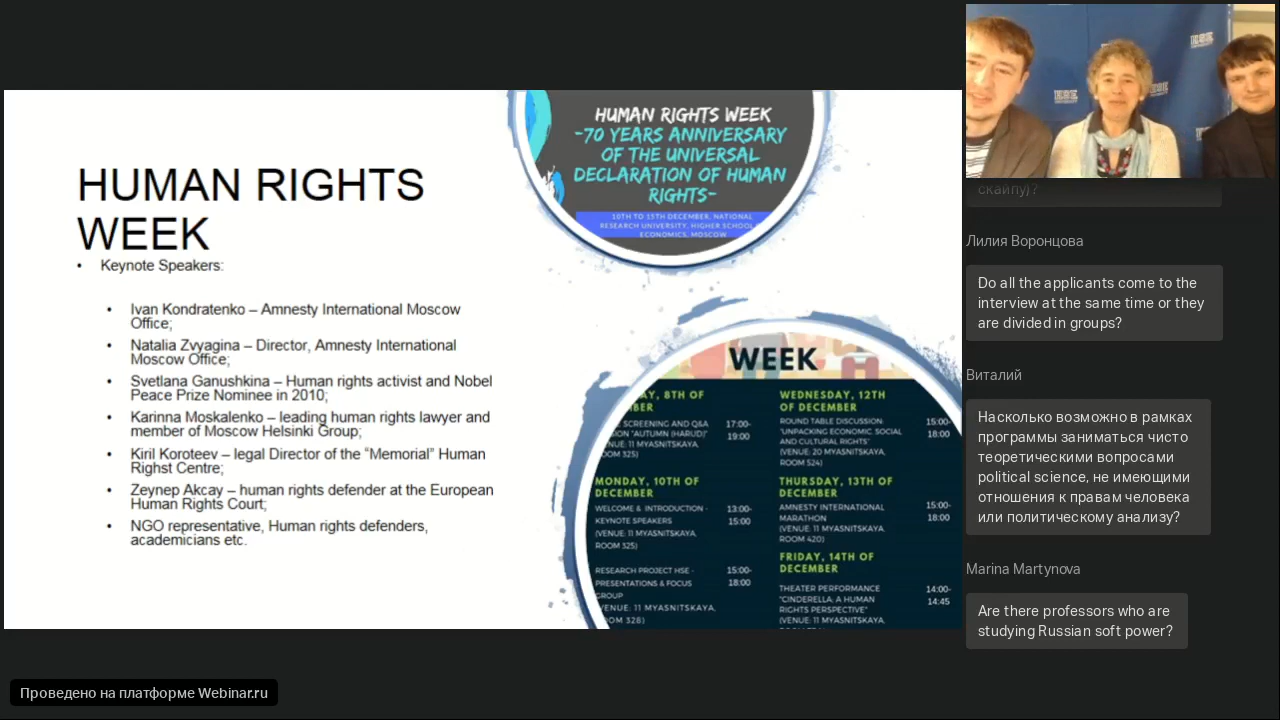 HUMAN RIGHTS
WEEK
• Keynote Speakers:
• Ivan Kondratenko – Amnesty International Moscow
Office;
• Natalia Zvyagina – Director, Amnesty International
Moscow Office;
• Svetlana Ganushkina – Human rights activist and Nobel
Peace Prize Nominee in 2010;
• Karinna Moskalenko – leading human rights lawyer and
member of Moscow Helsinki Group;
• Kiril Koroteev – legal Director of the “Memorial” Human
Righst Centre;
• Zeynep Akcay – human rights defender at the European
Human Rights Court;
• NGO representative, Human rights defenders,
academicians etc.
HUMAN RIGHTS WEEK
-70 YEARS ANNIVERSARY
OF THE UNIVERSAL
DECLARATION OF HUMAN
RIGHTS-
10TH TO 15TH DECEMBER, NATIONAL
RESEARCH UNIVERSITY, HIGHER SCHOOL
ECONOMICS, MOSCOW
WEEK
8TH OF
SCREENING AND Q&A
"AUTUMN (HARUD)"
11 MYASNITSKAYA,
325)
17:00-
19:00
MONDAY, 10TH OF
DECEMBER
WELCOME & INTRODUCTION -
KEYNOTE SPEAKERS
(VENUE: 11 MYASNITSKAYA,
ROOM 325)
13:00-
15:00
RESEARCH PROJECT HSE -
PRESENTATIONS & FOCUS
GROUP
VENUE: 11 MYASNITSKAYA,
328)
15:00-
18:00
WEDNESDAY, 12TH
OF DECEMBER
ROUND TABLE DISCUSSION
"UNPACKING ECONOMIC, SOCIAL
AND CULTURAL RIGHTS"
(VENUE: 20 MYASNITSKAYA,
ROOM 524)
15:00-
18:00
THURSDAY, 13TH OF
DECEMBER
AMNESTY INTERNATIONAL
MARATHON
(VENUE: 11 MYASNITSKAYA,
ROOM 420)
15:00-
18:00
FRIDAY, 14TH OF
DECEMBER
THEATER PERFORMANCE
"CINDERELLA: A HUMAN
RIGHTS PERSPECTIVE"
(VENUE: 11 MYASNITSKAYA,
14:00-
14:45
скайпу)?
Лилия Воронцова
Do all the applicants come to the
interview at the same time or they
are divided in groups?
Виталий
Насколько возможно в рамках
программы заниматься чисто
теоретическими вопросами
political science, не имеющими
отношения к правам человека
или политическому анализу?
Marina Martynova
Are there professors who are
studying Russian soft power?
Проведено на платформе Webinar.ru